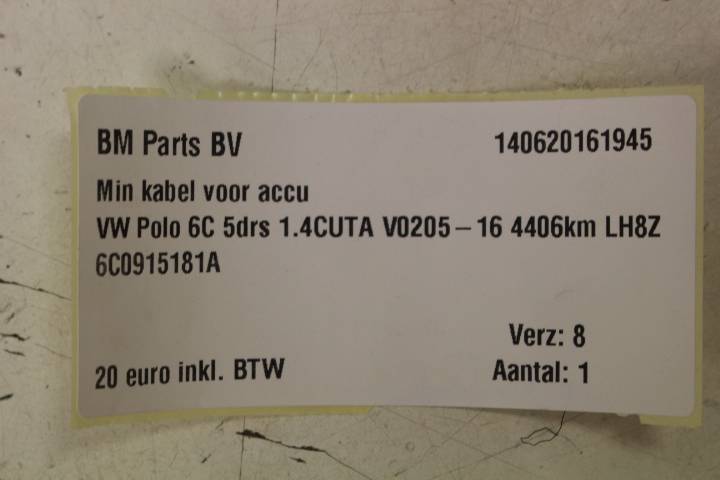 BM Parts BV 140620161945
Min kabel voor accu
VW Polo 6C 5drs 1.4CUTA V0205-16 4406km LH8Z
6C0915181A
Verz: 8
20 euro inkl. BTW Aantal: 1